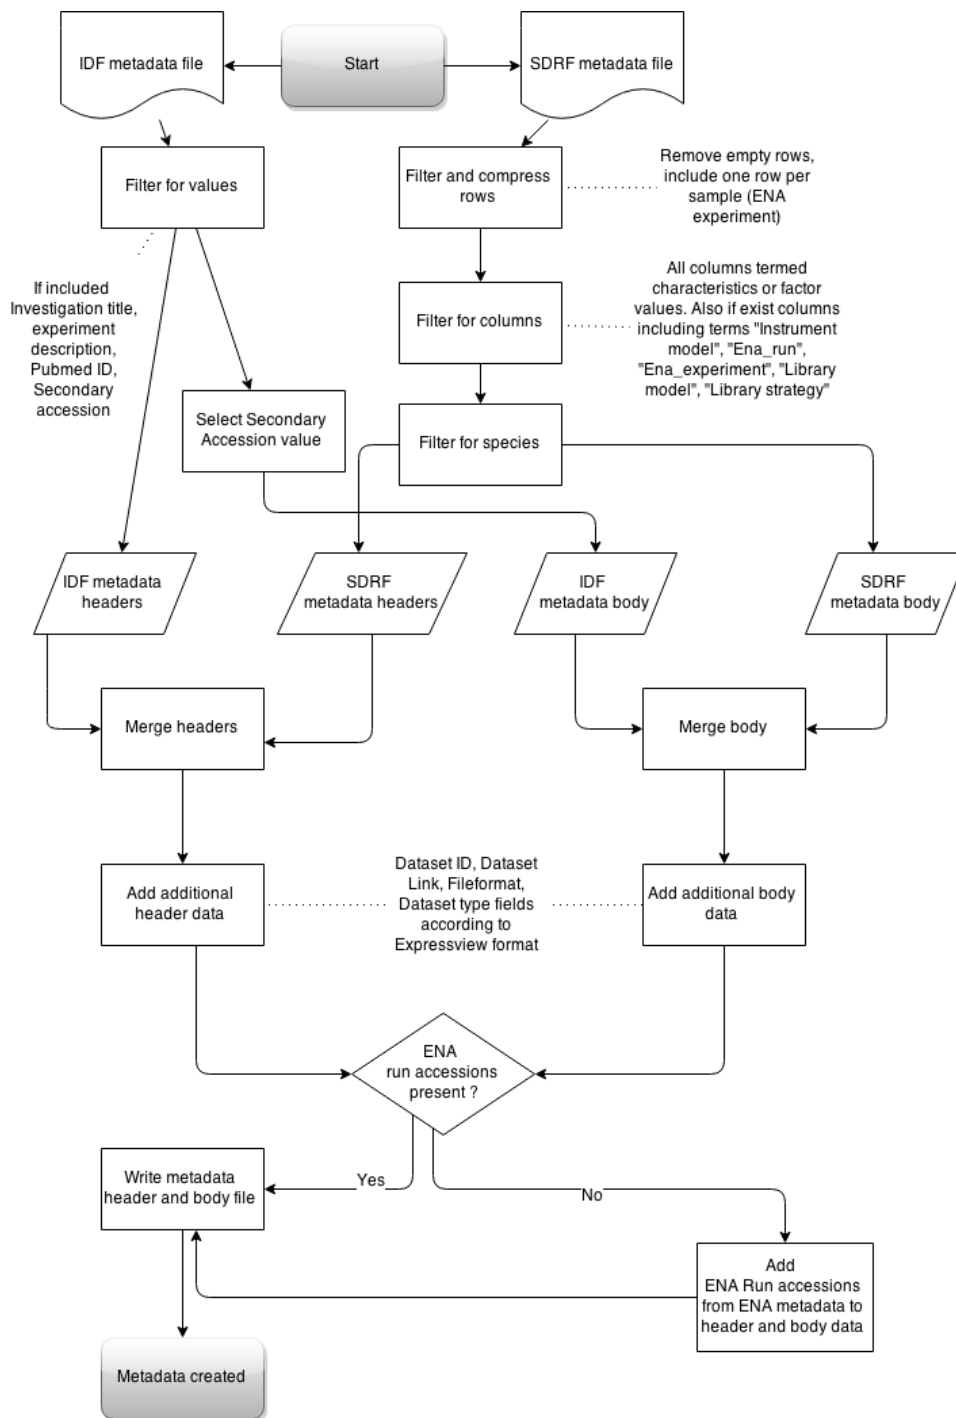 IDF metadata file
Start
SDRF metadata file
Filter for values
Filter and compress
rows
Remove empty rows,
include one row per
sample (ENA
experiment)
If included
Investigation title,
experiment
description,
Pubmed ID,
Secondary
accession
Filter for columns
All columns termed
characteristics or factor
values. Also if exist columns
including terms "Instrument
model", "Ena_run",
"Ena_experiment", "Library
model", "Library strategy"
Select Secondary
Accession value
Filter for species
IDF metadata
headers
SDRF
metadata headers
IDF
metadata body
SDRF
metadata body
Merge headers
Merge body
Add additional
header data
Dataset ID, Dataset
Link, Fileformat,
Dataset type fields
according to
Expressview format
Add additional body
data
ENA
run accessions
present ?
Yes
No
Write metadata
header and body file
Add
ENA Run accessions
from ENA metadata to
header and body data
Metadata created